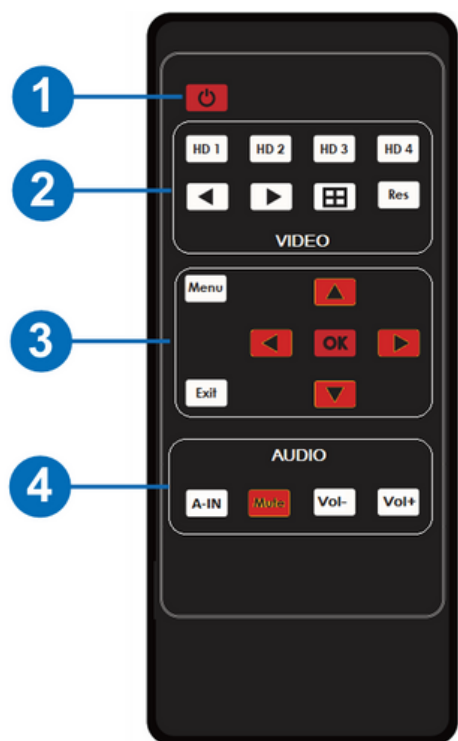 1
HD 1 HD 2 HD 3 HD 4
2
Res
VIDEO
Menu
3
OK
Exit
AUDIO
4
A-IN Mute Vol- Vol+